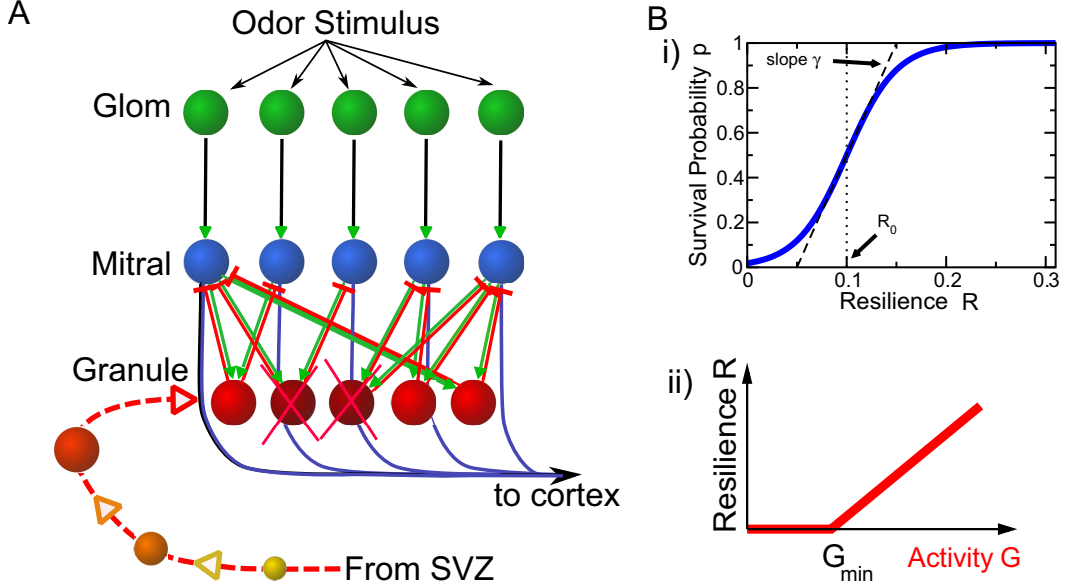 A
Odor Stimulus
Glom
Mitral
Granule
to cortex
From SVZ
B
i)
Survival Probability p
1
0.8
0.6
0.4
0.2
0
slope γ
R0
0 0.1 0.2 0.3
Resilience R
ii)
Resilience R
Gmin
Activity G